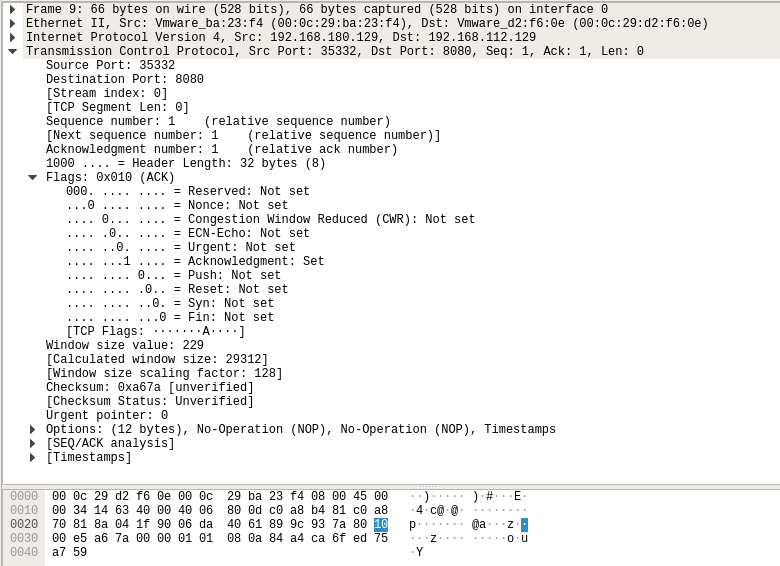 Frame 9: 66 bytes on wire (528 bits), 66 bytes captured (528 bits) on interface 0
Ethernet II, Src: Vmware_ba:23:f4 (00:0c:29:ba:23:f4), Dst: Vmware_d2:f6:0e (00:0c:29:d2:f6:0e)
Internet Protocol Version 4, Src: 192.168.180.129, Dst: 192.168.112.129
Transmission Control Protocol, Src Port: 35332, Dst Port: 8080, Seq: 1, Ack: 1, Len: 0
Source Port: 35332
Destination Port: 8080
[Stream index: 0]
[TCP Segment Len: 0]
Sequence number: 1    (relative sequence number)
[Next sequence number: 1    (relative sequence number)]
Acknowledgment number: 1    (relative ack number)
1000 .... = Header Length: 32 bytes (8)
Flags: 0x010 (ACK)
000. .... .... = Reserved: Not set
...0 .... .... = Nonce: Not set
.... 0... .... = Congestion Window Reduced (CWR): Not set
.... .0.. .... = ECN-Echo: Not set
.... ..0. .... = Urgent: Not set
.... ...1 .... = Acknowledgment: Set
.... .... 0... = Push: Not set
.... .... .0.. = Reset: Not set
.... .... ..0. = Syn: Not set
.... .... ...0 = Fin: Not set
[TCP Flags: ·······A····]
Window size value: 229
[Calculated window size: 29312]
[Window size scaling factor: 128]
Checksum: 0xa67a [unverified]
[Checksum Status: Unverified]
Urgent pointer: 0
Options: (12 bytes), No-Operation (NOP), No-Operation (NOP), Timestamps
[SEQ/ACK analysis]
[Timestamps]
0000  00 0c 29 d2 f6 0e 00 0c  29 ba 23 f4 08 00 45 00   ··)····· )·#···E·
0010  00 34 14 63 40 00 40 06  80 0d c0 a8 b4 81 c0 a8   ·4·c@·@· ········
0020  70 81 8a 04 1f 90 06 da  40 61 89 9c 93 7a 80 10   p······· @a···z··
0030  00 e5 a6 7a 00 00 01 01  08 0a 84 a4 ca 6f ed 75   ···z···· ·····o·u
0040  a7 59   ·Y